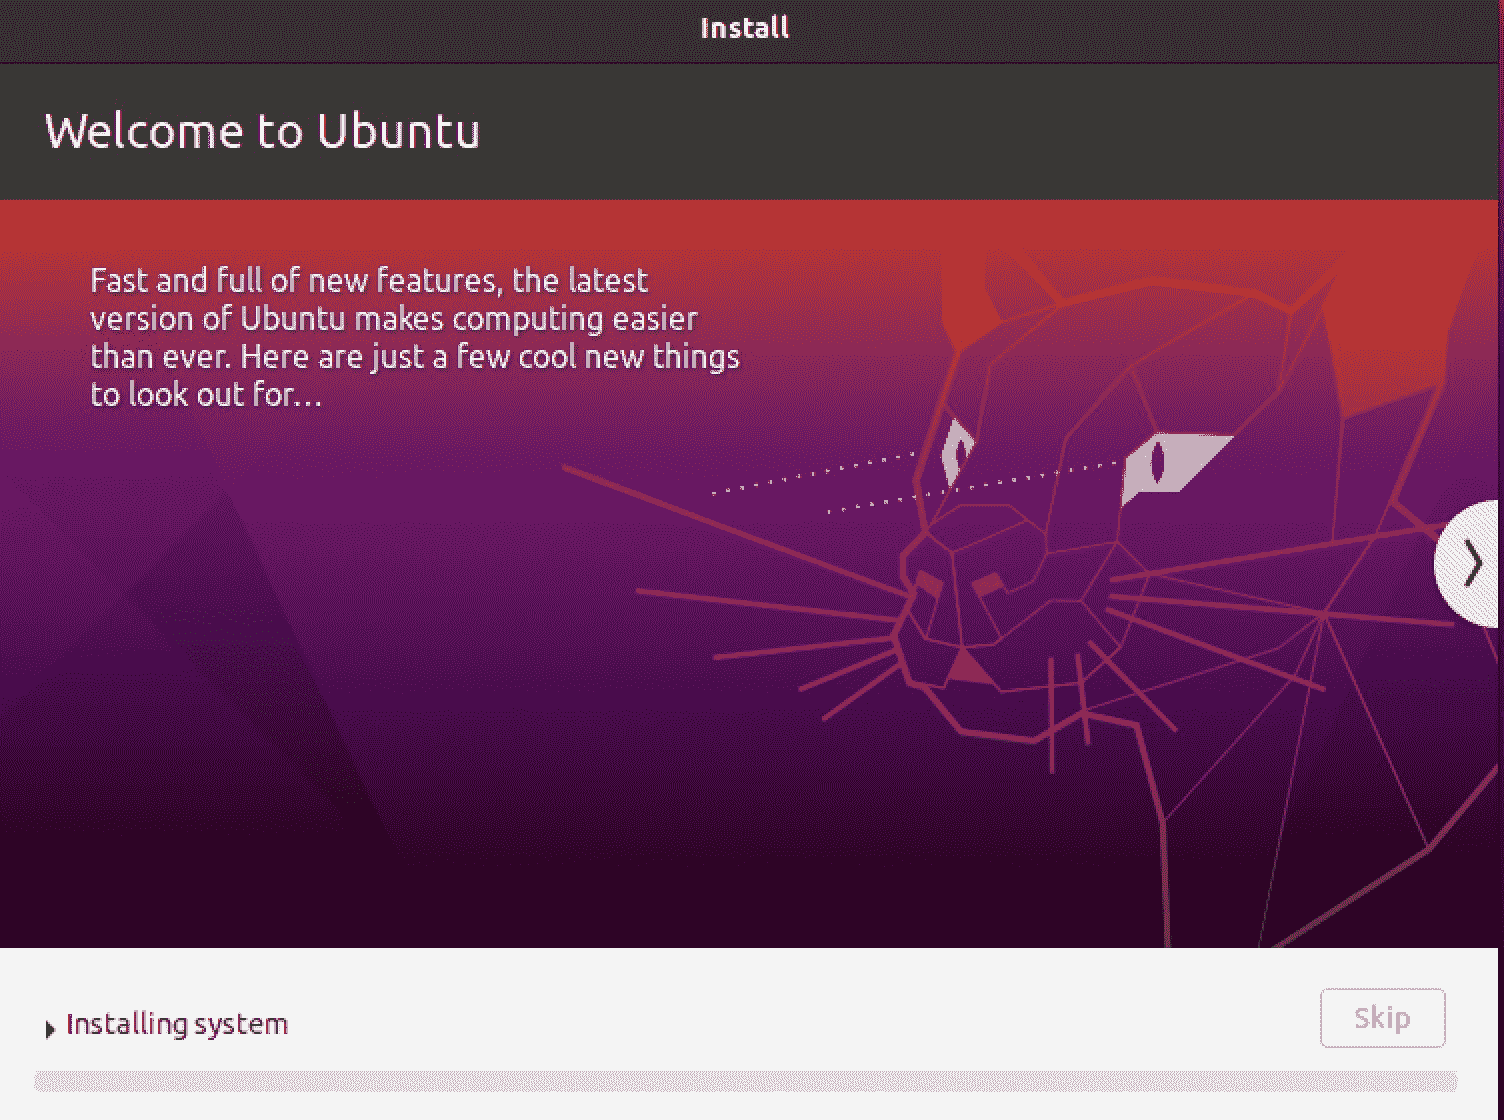 Install
Welcome to Ubuntu
Fast and full of new features, the latest
version of Ubuntu makes computing easier
than ever. Here are just a few cool new things
to look out for...
Installing system
Skip